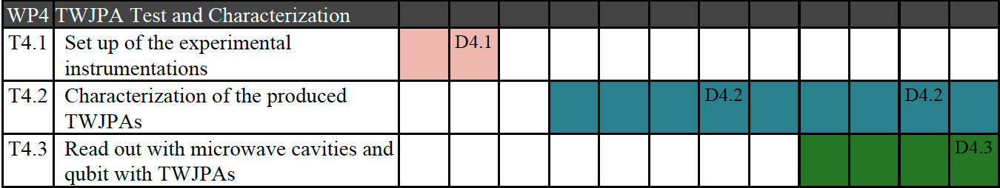 WP4 TWJPA Test and Characterization
T4.1 Set up of the experimental D4.1
instrumentations
T4.2 Characterization of the produced D4.2 D4.2
TWJPAs
T4.3 Read out with microwave cavities and D4.3
qubit with TWJPAs